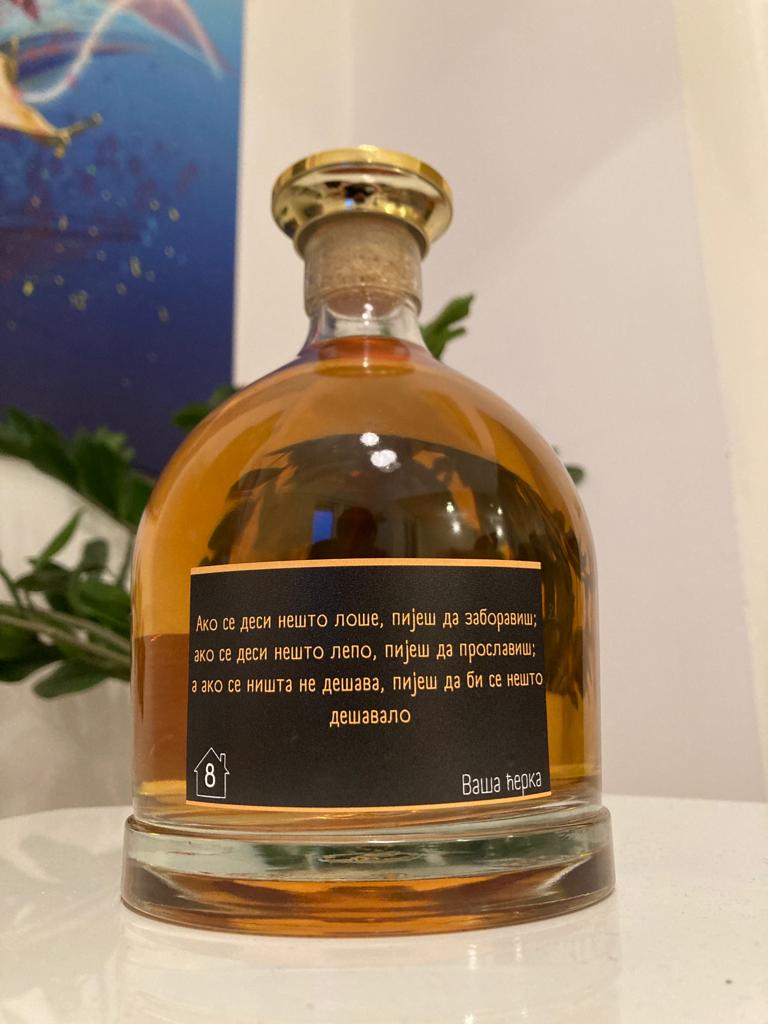 Ако се деси нешто лоше, пијеш да заборавиш;
ако се деси нешто лепо, пијеш да прославиш;
а ако се ништа не дешава, пијеш да би се нешто
дешавало
8
Ваша ћерка